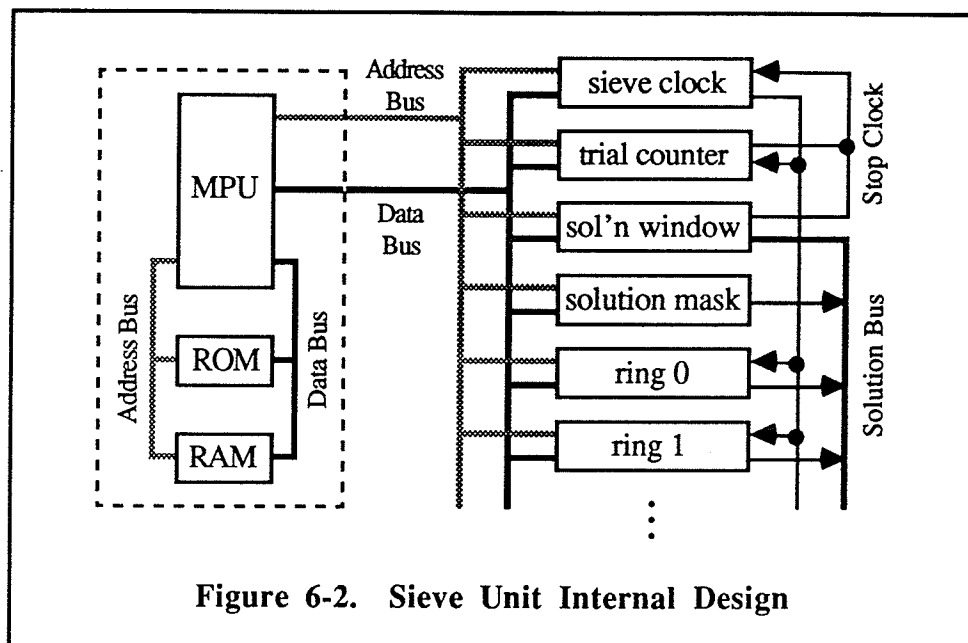 Address
Bus
MPU
Data
Bus
Address Bus
Data Bus
ROM
RAM
sieve clock
trial counter
sol'n window
solution mask
ring 0
ring 1
Stop Clock
Solution Bus
Figure 6-2. Sieve Unit Internal Design